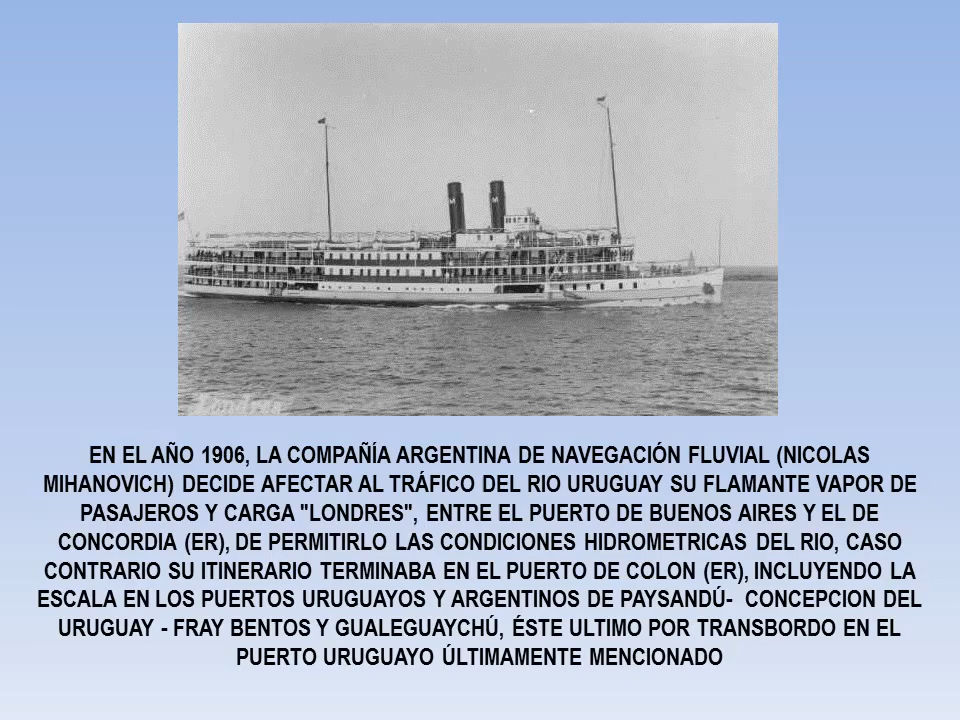 M M
Londres
EN EL AÑO 1906, LA COMPAÑÍA ARGENTINA DE NAVEGACIÓN FLUVIAL (NICOLAS
MIHANOVICH) DECIDE AFECTAR AL TRÁFICO DEL RIO URUGUAY SU FLAMANTE VAPOR DE
PASAJEROS Y CARGA "LONDRES", ENTRE EL PUERTO DE BUENOS AIRES Y EL DE
CONCORDIA (ER), DE PERMITIRLO LAS CONDICIONES HIDROMETRICAS DEL RIO, CASO
CONTRARIO SU ITINERARIO TERMINABA EN EL PUERTO DE COLON (ER), INCLUYENDO LA
ESCALA EN LOS PUERTOS URUGUAYOS Y ARGENTINOS DE PAYSANDÚ- CONCEPCION DEL
URUGUAY - FRAY BENTOS Y GUALEGUAYCHÚ, ÉSTE ULTIMO POR TRANSBORDO EN EL
PUERTO URUGUAYO ÚLTIMAMENTE MENCIONADO